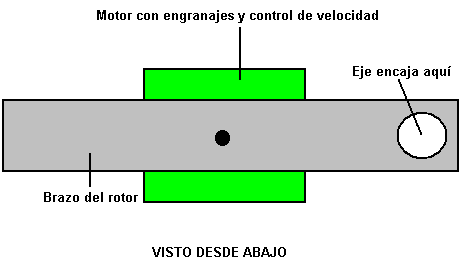 Motor con engranajes y control de velocidad
Eje encaja aquí
Brazo del rotor
VISTO DESDE ABAJO